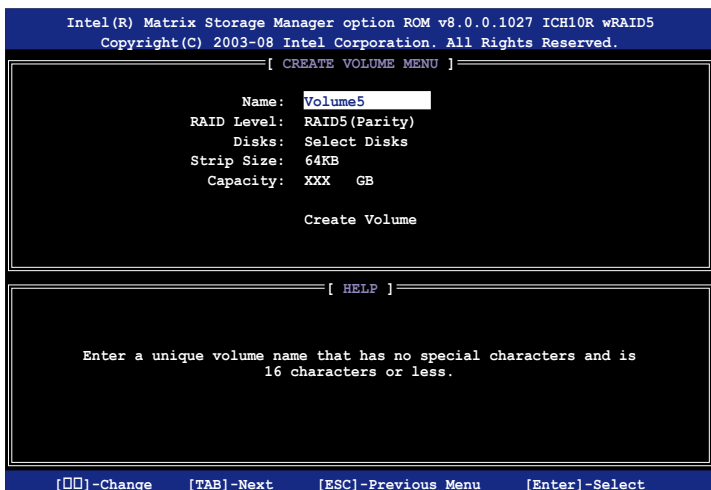 Intel(R) Matrix Storage Manager option ROM v8.0.0.1027 ICH10R wRAID5
Copyright(C) 2003-08 Intel Corporation. All Rights Reserved.
[ CREATE VOLUME MENU ]
Name: Volume5
RAID Level: RAID5(Parity)
Disks: Select Disks
Strip Size: 64KB
Capacity: XXX GB
Create Volume
[ HELP ]
Enter a unique volume name that has no special characters and is
16 characters or less.
[▯▯]-Change [TAB]-Next [ESC]-Previous Menu [Enter]-Select